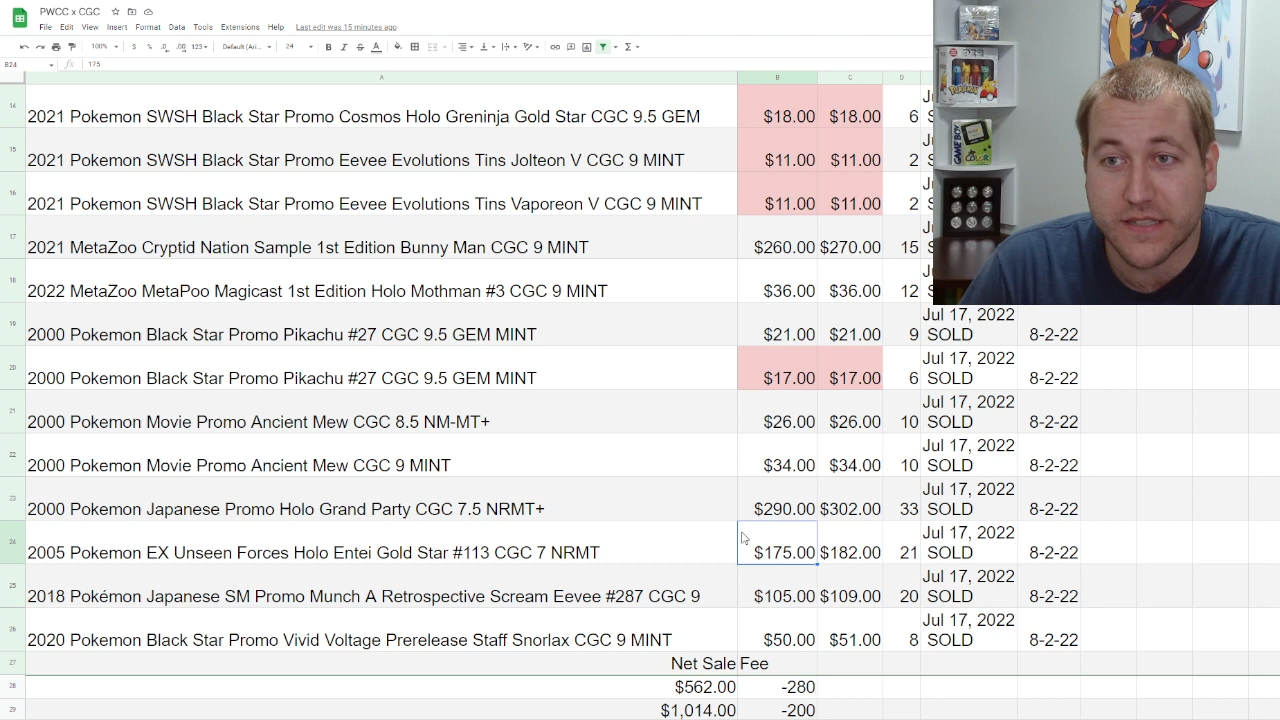 PWCC x CGC
File Edit View Insert Format Data Tools Extensions Help Last edit was 15 minutes ago
100% $ % .0 .00 123 Default (Ari... 24 B I S A
B24 fx 175
A B C D
14 2021 Pokemon SWSH Black Star Promo Cosmos Holo Greninja Gold Star CGC 9.5 GEM $18.00 $18.00 6
15 2021 Pokemon SWSH Black Star Promo Eevee Evolutions Tins Jolteon V CGC 9 MINT $11.00 $11.00 2
16 2021 Pokemon SWSH Black Star Promo Eevee Evolutions Tins Vaporeon V CGC 9 MINT $11.00 $11.00 2
17 2021 MetaZoo Cryptid Nation Sample 1st Edition Bunny Man CGC 9 MINT $260.00 $270.00 15
18 2022 MetaZoo MetaPoo Magicast 1st Edition Holo Mothman #3 CGC 9 MINT $36.00 $36.00 12
19 2000 Pokemon Black Star Promo Pikachu #27 CGC 9.5 GEM MINT $21.00 $21.00 9 Jul 17, 2022 SOLD 8-2-22
20 2000 Pokemon Black Star Promo Pikachu #27 CGC 9.5 GEM MINT $17.00 $17.00 6 Jul 17, 2022 SOLD 8-2-22
21 2000 Pokemon Movie Promo Ancient Mew CGC 8.5 NM-MT+ $26.00 $26.00 10 Jul 17, 2022 SOLD 8-2-22
22 2000 Pokemon Movie Promo Ancient Mew CGC 9 MINT $34.00 $34.00 10 Jul 17, 2022 SOLD 8-2-22
23 2000 Pokemon Japanese Promo Holo Grand Party CGC 7.5 NRMT+ $290.00 $302.00 33 Jul 17, 2022 SOLD 8-2-22
24 2005 Pokemon EX Unseen Forces Holo Entei Gold Star #113 CGC 7 NRMT $175.00 $182.00 21 Jul 17, 2022 SOLD 8-2-22
25 2018 Pokémon Japanese SM Promo Munch A Retrospective Scream Eevee #287 CGC 9 $105.00 $109.00 20 Jul 17, 2022 SOLD 8-2-22
26 2020 Pokemon Black Star Promo Vivid Voltage Prerelease Staff Snorlax CGC 9 MINT $50.00 $51.00 8 Jul 17, 2022 SOLD 8-2-22
27 Net Sale Fee
28 $562.00 -280
29 $1,014.00 -200
GAME BOY
COLOR